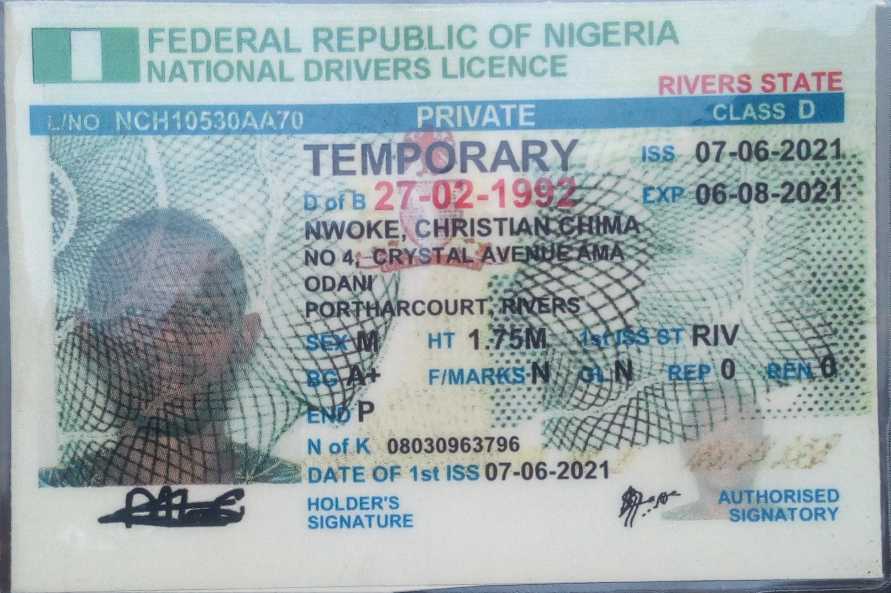 FEDERAL REPUBLIC OF NIGERIA
NATIONAL DRIVERS LICENCE
RIVERS STATE
L/NO NCH10530AA70 PRIVATE CLASS D
TEMPORARY ISS 07-06-2021
D of B 27-02-1992 EXP 06-08-2021
NWOKE, CHRISTIAN CHIMA
NO 4, CRYSTAL AVENUE AMA
ODANI
PORTHARCOURT, RIVERS
SEX M HT 1.75M 1st ISS ST RIV
BG A+ F/MARKS N GL N REP 0 REN 0
END P
N of K 08030963796
DATE OF 1st ISS 07-06-2021
HOLDER'S SIGNATURE
AUTHORISED SIGNATORY